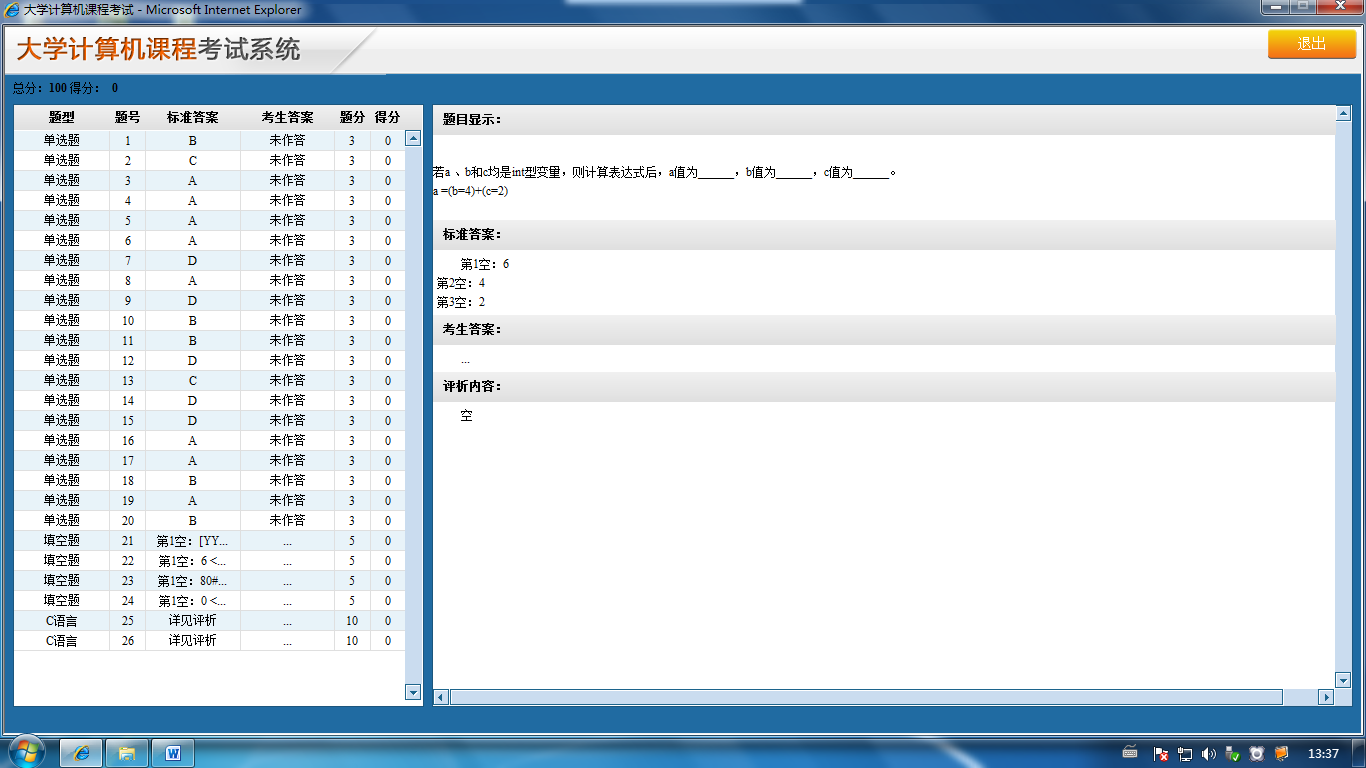 大学计算机课程考试 - Microsoft Internet Explorer
大学计算机课程考试系统
退出
总分：100 得分： 0
题型 题号 标准答案 考生答案 题分 得分
单选题 1 B 未作答 3 0
单选题 2 C 未作答 3 0
单选题 3 A 未作答 3 0
单选题 4 A 未作答 3 0
单选题 5 A 未作答 3 0
单选题 6 A 未作答 3 0
单选题 7 D 未作答 3 0
单选题 8 A 未作答 3 0
单选题 9 D 未作答 3 0
单选题 10 B 未作答 3 0
单选题 11 B 未作答 3 0
单选题 12 D 未作答 3 0
单选题 13 C 未作答 3 0
单选题 14 D 未作答 3 0
单选题 15 D 未作答 3 0
单选题 16 A 未作答 3 0
单选题 17 A 未作答 3 0
单选题 18 B 未作答 3 0
单选题 19 A 未作答 3 0
单选题 20 B 未作答 3 0
填空题 21 第1空：[YY... ... 5 0
填空题 22 第1空：6 <... ... 5 0
填空题 23 第1空：80#... ... 5 0
填空题 24 第1空：0 <... ... 5 0
C语言 25 详见评析 ... 10 0
C语言 26 详见评析 ... 10 0
题目显示：
若a 、b和c均是int型变量，则计算表达式后，a值为______，b值为______，c值为______。
a =(b=4)+(c=2)
标准答案：
第1空：6
第2空：4
第3空：2
考生答案：
...
评析内容：
空
13:37